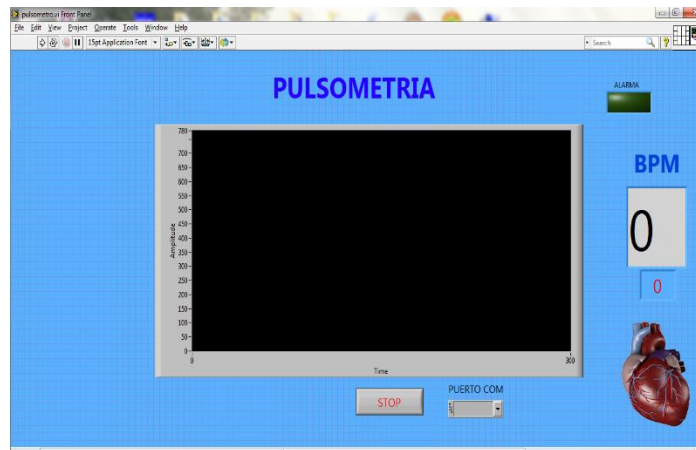 pulsometro.vi Front Panel
File Edit View Project Operate Tools Window Help
15pt Application Font
Search
PULSOMETRIA
ALARMA
BPM
0
0
780
700
650
600
550
500
450
400
350
300
250
200
150
100
50
0
Amplitude
0
300
Time
STOP
PUERTO COM